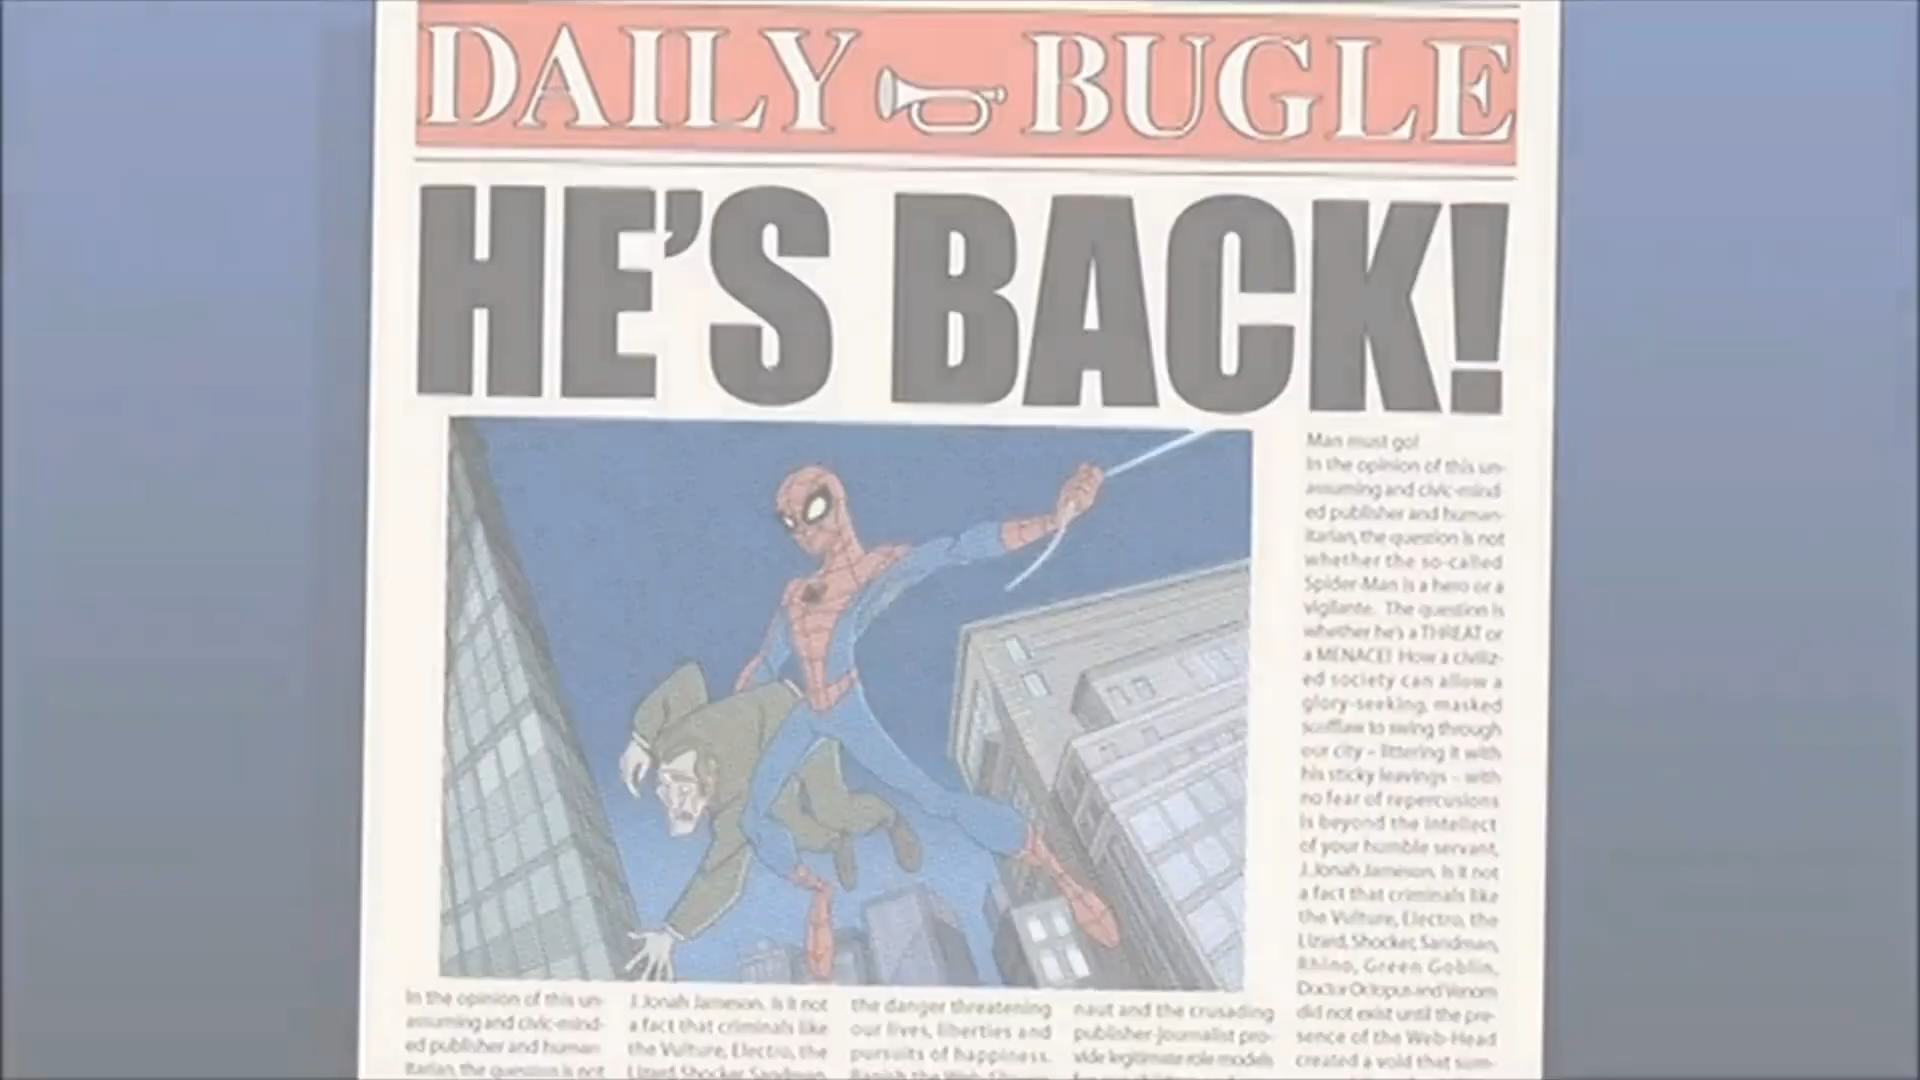 DAILY BUGLE
HE'S BACK!
Man must go!
In the opinion of this un-
assuming and civic-mind-
ed publisher and human-
itarian, the question is not
whether the so-called
Spider-Man is a hero or a
vigilante. The question is
whether he's a THREAT or
a MENACE! How a civiliz-
ed society can allow a
glory-seeking, masked
scofflaw to swing through
our city – littering it with
his sticky leavings – with
no fear of repercusions
is beyond the intellect
of your humble servant,
J. Jonah Jameson. Is it not
a fact that criminals like
the Vulture, Electro, the
Lizard, Shocker, Sandman,
Rhino, Green Goblin,
Doctor Octopus and Venom
did not exist until the pre-
sence of the Web-Head
created a void that sum-
In the opinion of this un-
assuming and civic-mind-
ed publisher and human-
itarian, the question is not
J. Jonah Jameson. Is it not
a fact that criminals like
the Vulture, Electro, the
Lizard, Shocker, Sandman,
the danger threatening
our lives, liberties and
pursuits of happiness.
naut and the crusading
publisher-journalist pro-
vide legitimate role models